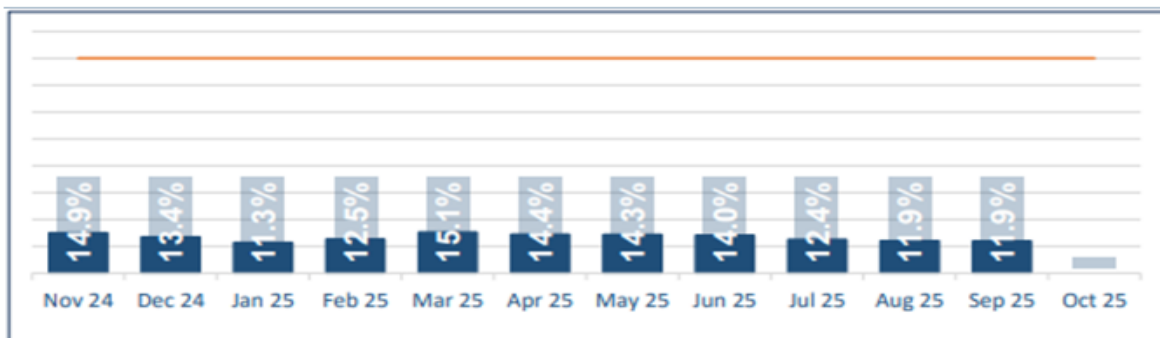 14.9% 13.4% 11.3% 12.5% 15.1% 14.4% 14.3% 14.0% 12.4% 11.9% 11.9%
Nov 24 Dec 24 Jan 25 Feb 25 Mar 25 Apr 25 May 25 Jun 25 Jul 25 Aug 25 Sep 25 Oct 25